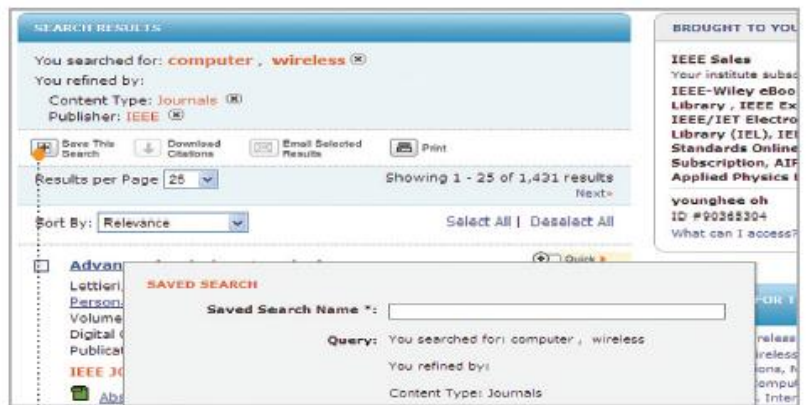 SEARCH RESULTS
You searched for: computer , wireless
You refined by:
Content Type: Journals
Publisher: IEEE
Save This Search
Download Citations
Email Selected Results
Print
Results per Page 25
Showing 1 - 25 of 1,431 results
Next»
Sort By: Relevance
Select All | Deselect All
Advan
Quick
Lettieri,
Person
Volume
Digital
Publicat
IEEE JO
Abs
SAVED SEARCH
Saved Search Name *:
Query: You searched for: computer , wireless
You refined by:
Content Type: Journals
BROUGHT TO YOU
IEEE Sales
Your institute subsc
IEEE-Wiley eBoo
Library , IEEE Ex
IEEE/IET Electro
Library (IEL), IEE
Standards Online
Subscription, AIP
Applied Physics
younghee oh
ID #90365304
What can I access?
FOR T
releas
ireless
ions, N
ompu
, Inter